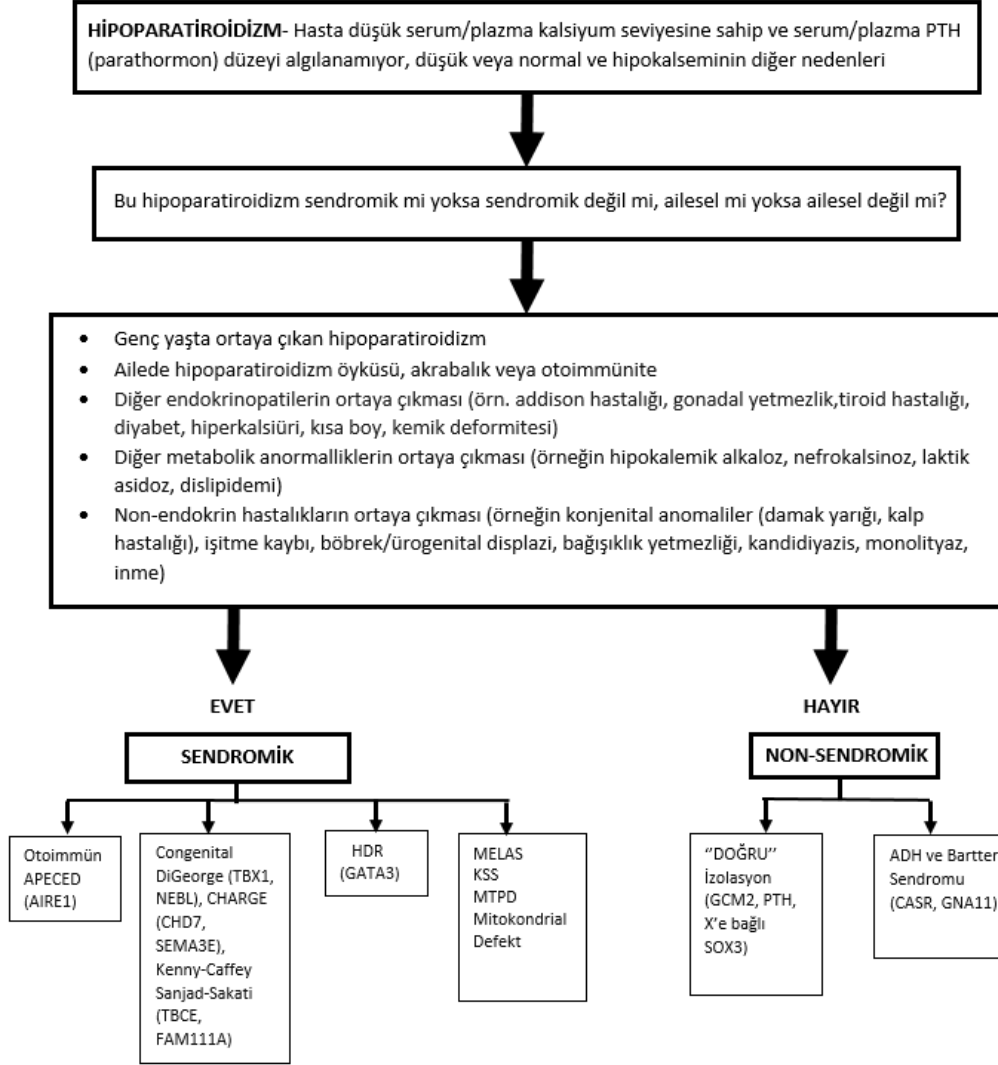 HİPOPARATİROİDİZM- Hasta düşük serum/plazma kalsiyum seviyesine sahip ve serum/plazma PTH
(parathormon) düzeyi algılanamıyor, düşük veya normal ve hipokalseminin diğer nedenleri
Bu hipoparatiroidizm sendromik mi yoksa sendromik değil mi, ailesel mi yoksa ailesel değil mi?
• Genç yaşta ortaya çıkan hipoparatiroidizm
• Ailede hipoparatiroidizm öyküsü, akrabalık veya otoimmünite
• Diğer endokrinopatilerin ortaya çıkması (örn. addison hastalığı, gonadal yetmezlik,tiroid hastalığı,
diyabet, hiperkalsiüri, kısa boy, kemik deformitesi)
• Diğer metabolik anormalliklerin ortaya çıkması (örneğin hipokalemik alkaloz, nefrokalsinoz, laktik
asidoz, dislipidemi)
• Non-endokrin hastalıkların ortaya çıkması (örneğin konjenital anomaliler (damak yarığı, kalp
hastalığı), işitme kaybı, böbrek/ürogenital displazi, bağışıklık yetmezliği, kandidiyazis, monolityaz,
inme)
EVET
SENDROMİK
Otoimmün
APECED
(AIRE1)
Congenital
DiGeorge (TBX1,
NEBL), CHARGE
(CHD7,
SEMA3E),
Kenny-Caffey
Sanjad-Sakati
(TBCE,
FAM111A)
HDR
(GATA3)
MELAS
KSS
MTPD
Mitokondrial
Defekt
HAYIR
NON-SENDROMİK
‘’DOĞRU’’
İzolasyon
(GCM2, PTH,
X’e bağlı
SOX3)
ADH ve Bartter
Sendromu
(CASR, GNA11)